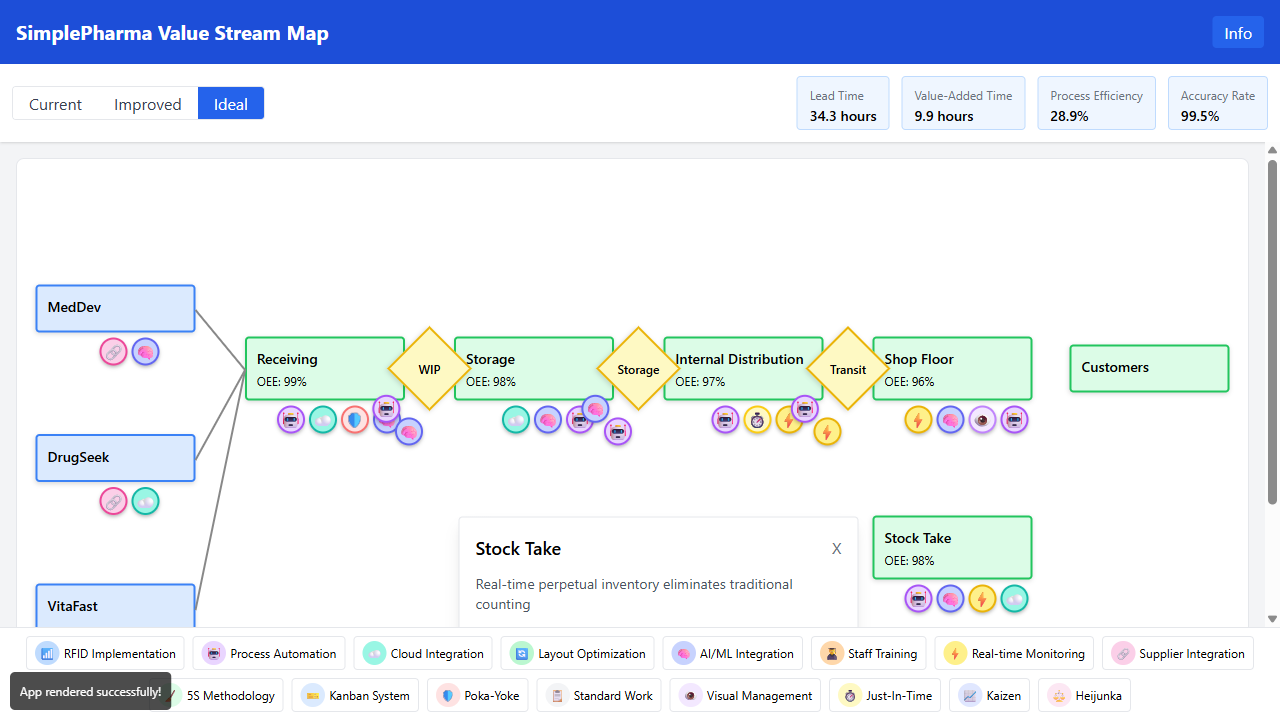 SimplePharma Value Stream Map
Info
Current
Improved
Ideal
Lead Time
34.3 hours
Value-Added Time
9.9 hours
Process Efficiency
28.9%
Accuracy Rate
99.5%
MedDev
Receiving
OEE: 99%
WIP
Storage
OEE: 98%
Storage
Internal Distribution
OEE: 97%
Transit
Shop Floor
OEE: 96%
Customers
DrugSeek
Stock Take
X
Real-time perpetual inventory eliminates traditional
counting
Stock Take
OEE: 98%
VitaFast
RFID Implementation
Process Automation
Cloud Integration
Layout Optimization
AI/ML Integration
Staff Training
Real-time Monitoring
Supplier Integration
App rendered successfully!
5S Methodology
Kanban System
Poka-Yoke
Standard Work
Visual Management
Just-In-Time
Kaizen
Heijunka